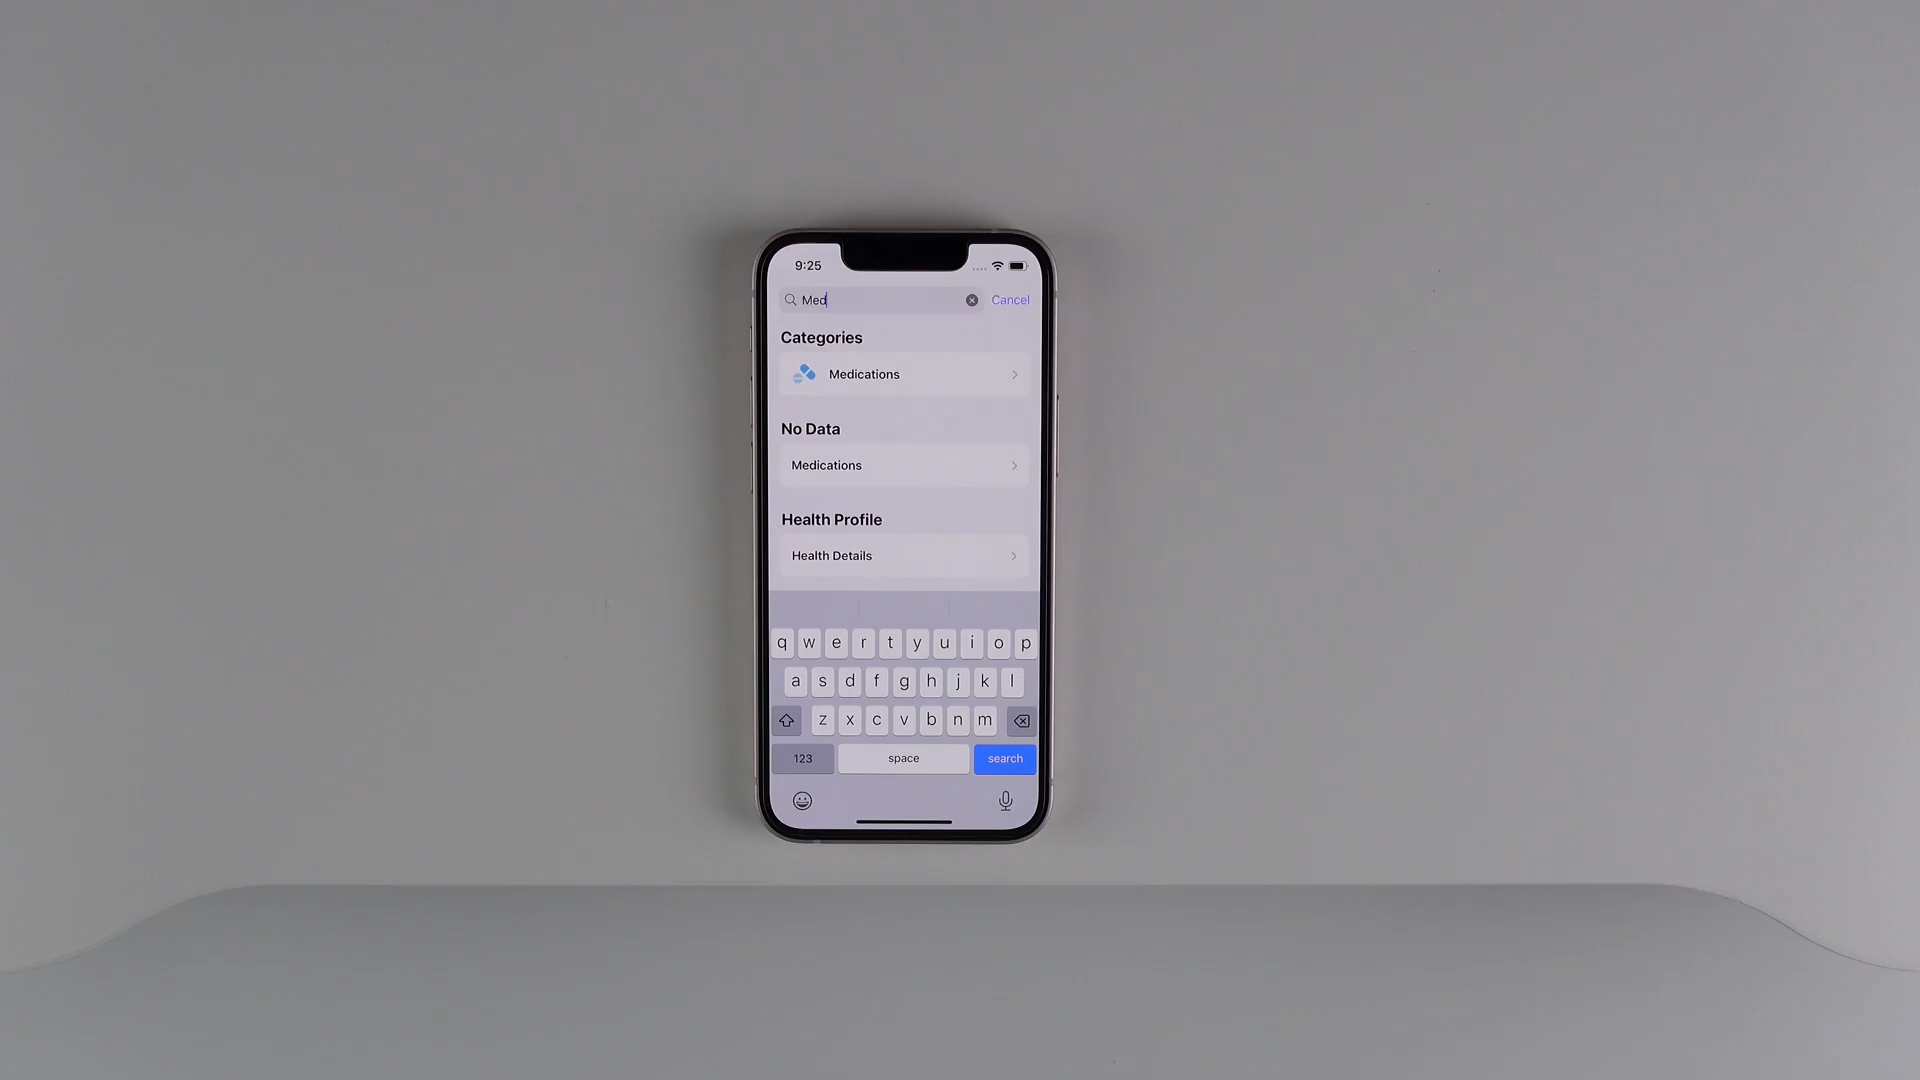 9:25
Med
Cancel
Categories
Medications
No Data
Medications
Health Profile
Health Details
q w e r t y u i o p
a s d f g h j k l
z x c v b n m
123 space search